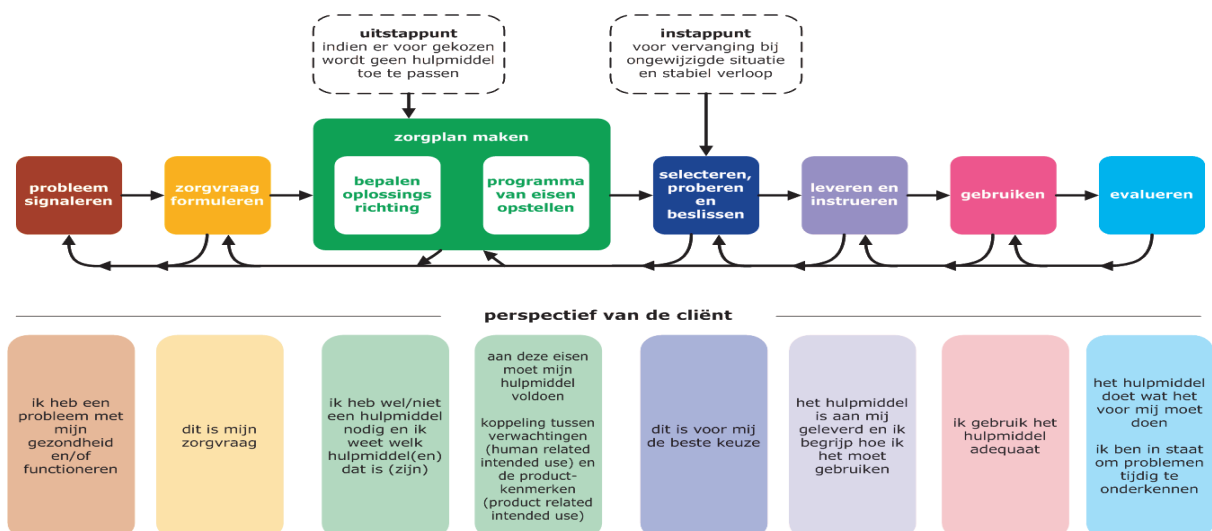 uitstappunt
indien er voor gekozen
wordt geen hulpmiddel
toe te passen
instappunt
voor vervanging bij
ongewijzigde situatie
en stabiel verloop
probleem
signaleren
zorgvraag
formuleren
zorgplan maken
bepalen
oplossings
richting
programma
van eisen
opstellen
selecteren,
proberen
en
beslissen
leveren en
instrueren
gebruiken
evalueren
perspectief van de cliënt
ik heb een
probleem met
mijn
gezondheid
en/of
functioneren
dit is mijn
zorgvraag
ik heb wel/niet
een hulpmiddel
nodig en ik
weet welk
hulpmiddel(en)
dat is (zijn)
aan deze eisen
moet mijn
hulpmiddel
voldoen
koppeling tussen
verwachtingen
(human related
intended use) en
de product-
kenmerken
(product related
intended use)
dit is voor mij
de beste keuze
het hulpmiddel
is aan mij
geleverd en ik
begrijp hoe ik
het moet
gebruiken
ik gebruik het
hulpmiddel
adequaat
het hulpmiddel
doet wat het
voor mij moet
doen
ik ben in staat
om problemen
tijdig te
onderkennen